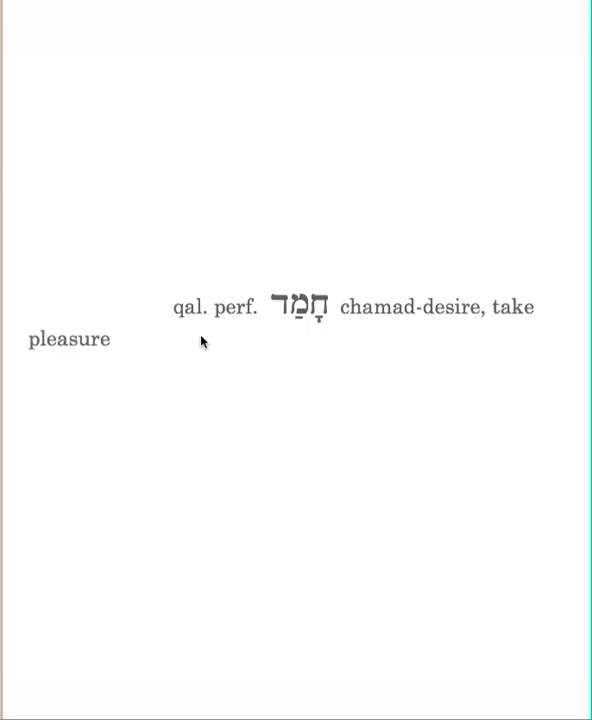 qal. perf. חָמַד chamad-desire, take
pleasure